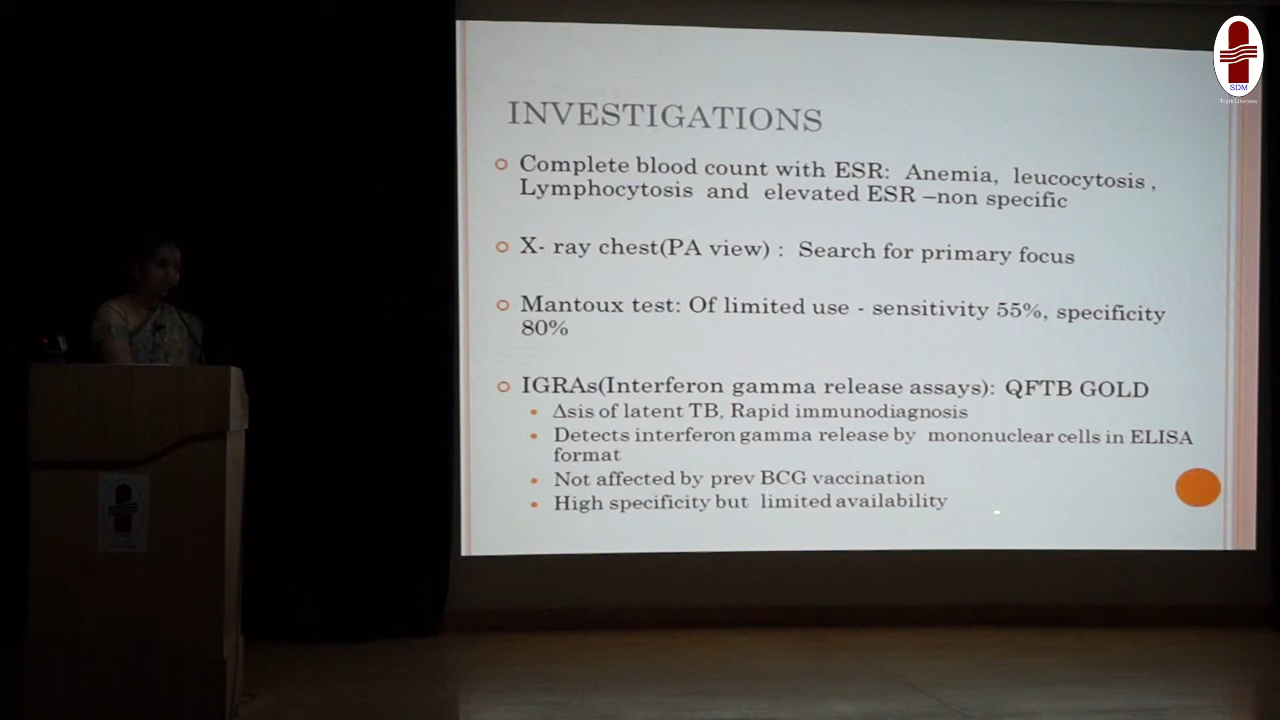 SDM
Truth Liberates
INVESTIGATIONS
Complete blood count with ESR: Anemia, leucocytosis ,
Lymphocytosis and elevated ESR –non specific
X- ray chest(PA view) : Search for primary focus
Mantoux test: Of limited use - sensitivity 55%, specificity
80%
IGRAs(Interferon gamma release assays): QFTB GOLD
Δsis of latent TB, Rapid immunodiagnosis
Detects interferon gamma release by mononuclear cells in ELISA
format
Not affected by prev BCG vaccination
High specificity but limited availability